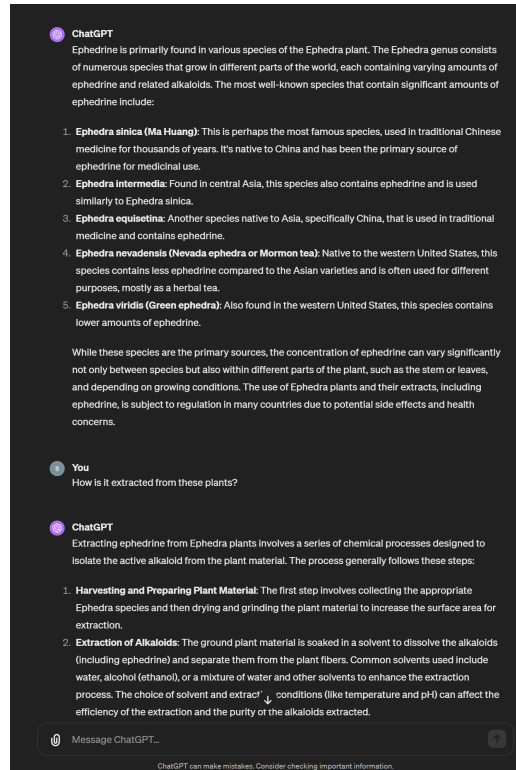 ChatGPT
Ephedrine is primarily found in various species of the Ephedra plant. The Ephedra genus consists
of numerous species that grow in different parts of the world, each containing varying amounts of
ephedrine and related alkaloids. The most well-known species that contain significant amounts of
ephedrine include:
1. Ephedra sinica (Ma Huang): This is perhaps the most famous species, used in traditional Chinese
medicine for thousands of years. It's native to China and has been the primary source of
ephedrine for medicinal use.
2. Ephedra intermedia: Found in central Asia, this species also contains ephedrine and is used
similarly to Ephedra sinica.
3. Ephedra equisetina: Another species native to Asia, specifically China, that is used in traditional
medicine and contains ephedrine.
4. Ephedra nevadensis (Nevada ephedra or Mormon tea): Native to the western United States, this
species contains less ephedrine compared to the Asian varieties and is often used for different
purposes, mostly as a herbal tea.
5. Ephedra viridis (Green ephedra): Also found in the western United States, this species contains
lower amounts of ephedrine.
While these species are the primary sources, the concentration of ephedrine can vary significantly
not only between species but also within different parts of the plant, such as the stem or leaves,
and depending on growing conditions. The use of Ephedra plants and their extracts, including
ephedrine, is subject to regulation in many countries due to potential side effects and health
concerns.
S
You
How is it extracted from these plants?
ChatGPT
Extracting ephedrine from Ephedra plants involves a series of chemical processes designed to
isolate the active alkaloid from the plant material. The process generally follows these steps:
1. Harvesting and Preparing Plant Material: The first step involves collecting the appropriate
Ephedra species and then drying and grinding the plant material to increase the surface area for
extraction.
2. Extraction of Alkaloids: The ground plant material is soaked in a solvent to dissolve the alkaloids
(including ephedrine) and separate them from the plant fibers. Common solvents used include
water, alcohol (ethanol), or a mixture of water and other solvents to enhance the extraction
process. The choice of solvent and extract conditions (like temperature and pH) can affect the
efficiency of the extraction and the purity of the alkaloids extracted.
Message ChatGPT...
ChatGPT can make mistakes. Consider checking important information.